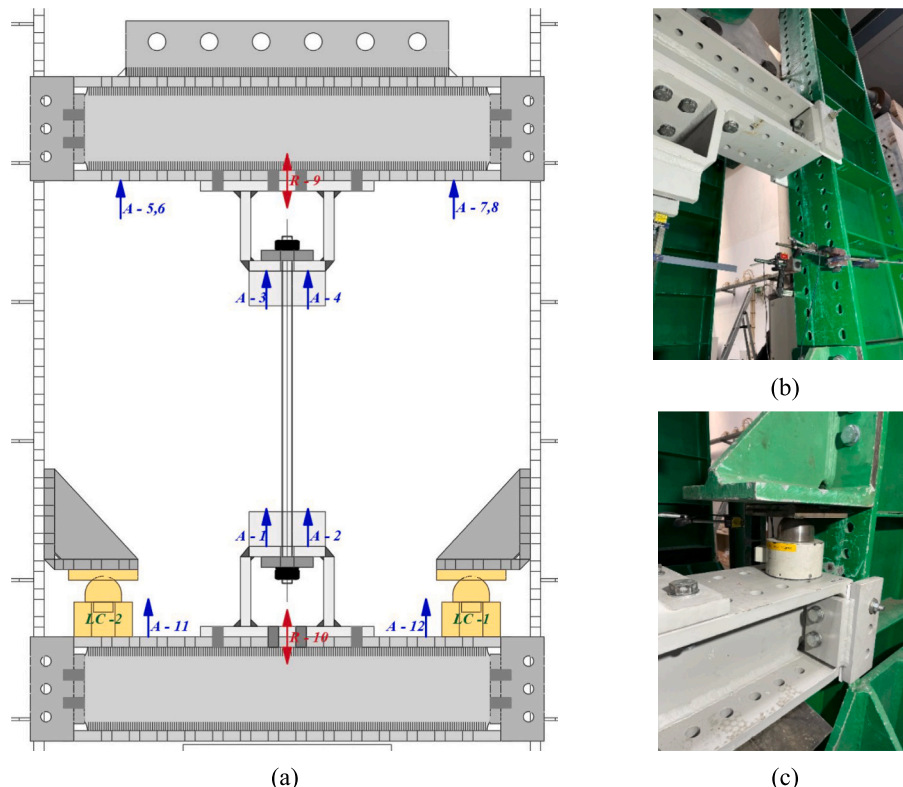 R - 9
A - 5,6
A - 7,8
A - 3
A - 4
A - 1
A - 2
LC -2
A - 11
A - 12
LC -1
R - 10
(a)
(b)
(c)